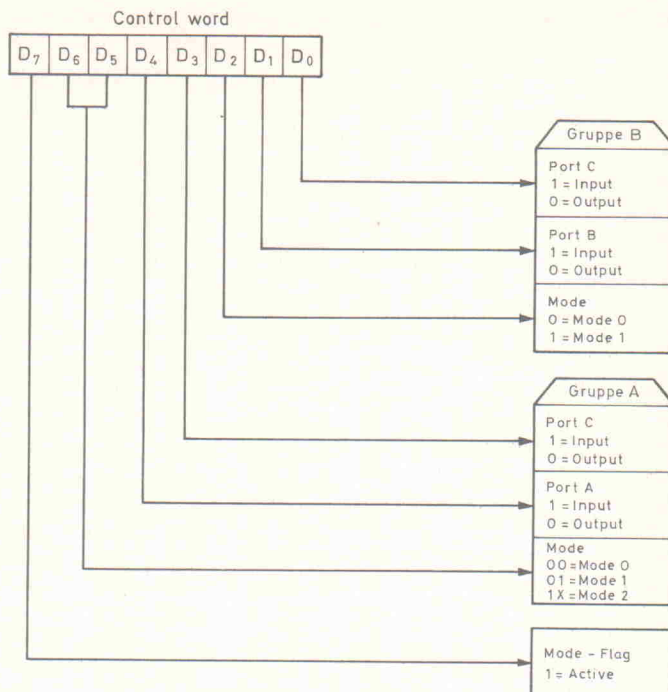 Control word
D7 D6 D5 D4 D3 D2 D1 D0
Gruppe B
Port C
1 = Input
0 = Output
Port B
1 = Input
0 = Output
Mode
0 = Mode 0
1 = Mode 1
Gruppe A
Port C
1 = Input
0 = Output
Port A
1 = Input
0 = Output
Mode
00 = Mode 0
01 = Mode 1
1X = Mode 2
Mode - Flag
1 = Active